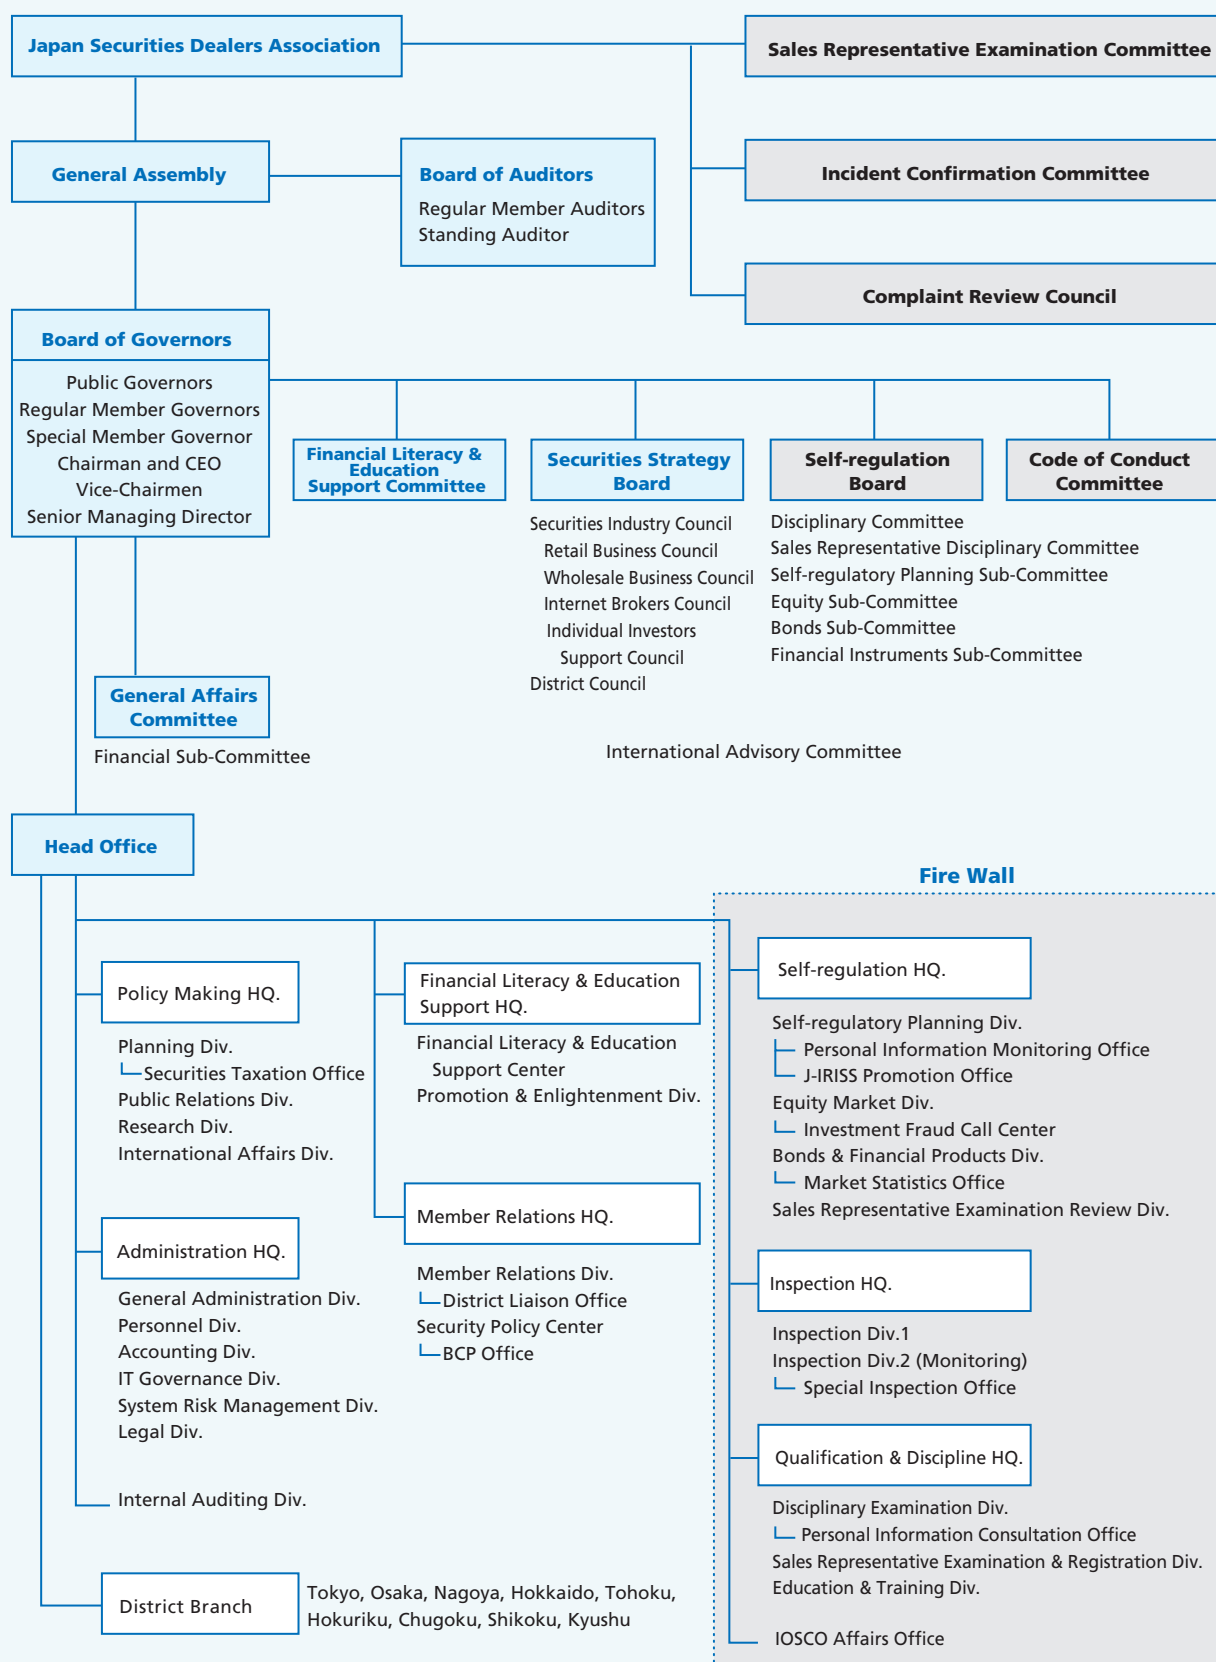 Japan Securities Dealers Association
Sales Representative Examination Committee
General Assembly
Board of Auditors
Regular Member Auditors
Standing Auditor
Incident Confirmation Committee
Complaint Review Council
Board of Governors
Public Governors
Regular Member Governors
Special Member Governor
Chairman and CEO
Vice-Chairmen
Senior Managing Director
Financial Literacy &
Education
Support Committee
Securities Strategy
Board
Securities Industry Council
Retail Business Council
Wholesale Business Council
Internet Brokers Council
Individual Investors
Support Council
District Council
Self-regulation
Board
Disciplinary Committee
Sales Representative Disciplinary Committee
Self-regulatory Planning Sub-Committee
Equity Sub-Committee
Bonds Sub-Committee
Financial Instruments Sub-Committee
Code of Conduct
Committee
General Affairs
Committee
Financial Sub-Committee
International Advisory Committee
Head Office
Fire Wall
Policy Making HQ.
Planning Div.
Securities Taxation Office
Public Relations Div.
Research Div.
International Affairs Div.
Administration HQ.
General Administration Div.
Personnel Div.
Accounting Div.
IT Governance Div.
System Risk Management Div.
Legal Div.
Internal Auditing Div.
District Branch
Tokyo, Osaka, Nagoya, Hokkaido, Tohoku,
Hokuriku, Chugoku, Shikoku, Kyushu
Financial Literacy & Education
Support HQ.
Financial Literacy & Education
Support Center
Promotion & Enlightenment Div.
Member Relations HQ.
Member Relations Div.
District Liaison Office
Security Policy Center
BCP Office
Self-regulation HQ.
Self-regulatory Planning Div.
Personal Information Monitoring Office
J-IRISS Promotion Office
Equity Market Div.
Investment Fraud Call Center
Bonds & Financial Products Div.
Market Statistics Office
Sales Representative Examination Review Div.
Inspection HQ.
Inspection Div.1
Inspection Div.2 (Monitoring)
Special Inspection Office
Qualification & Discipline HQ.
Disciplinary Examination Div.
Personal Information Consultation Office
Sales Representative Examination & Registration Div.
Education & Training Div.
IOSCO Affairs Office